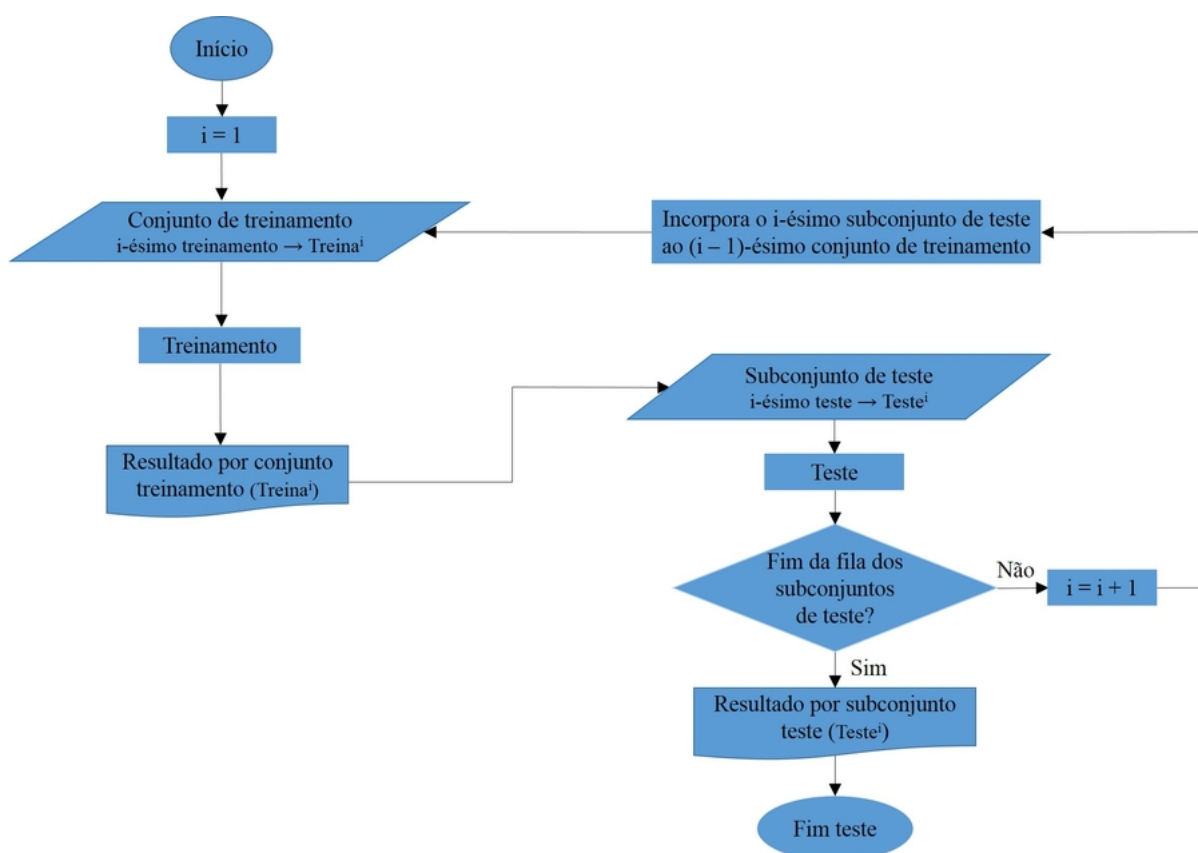 Início
i = 1
Conjunto de treinamento
i-ésimo treinamento → Treinaⁱ
Incorpora o i-ésimo subconjunto de teste
ao (i – 1)-ésimo conjunto de treinamento
Treinamento
Resultado por conjunto
treinamento (Treinaⁱ)
Subconjunto de teste
i-ésimo teste → Testeⁱ
Teste
Fim da fila dos
subconjuntos
de teste?
Não
i = i + 1
Sim
Resultado por subconjunto
teste (Testeⁱ)
Fim teste